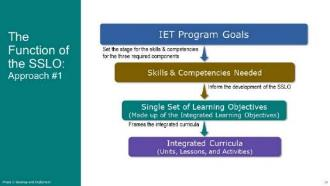 The
Function of
the SSLO:
Approach #1
IET Program Goals
Set the stage for the skills & competencies
for the three required components
Skills & Competencies Needed
Inform the development of the SSLO
Single Set of Learning Objectives
(Made up of the Integrated Learning Objectives)
Frames the integrated curricula
Integrated Curricula
(Units, Lessons, and Activities)